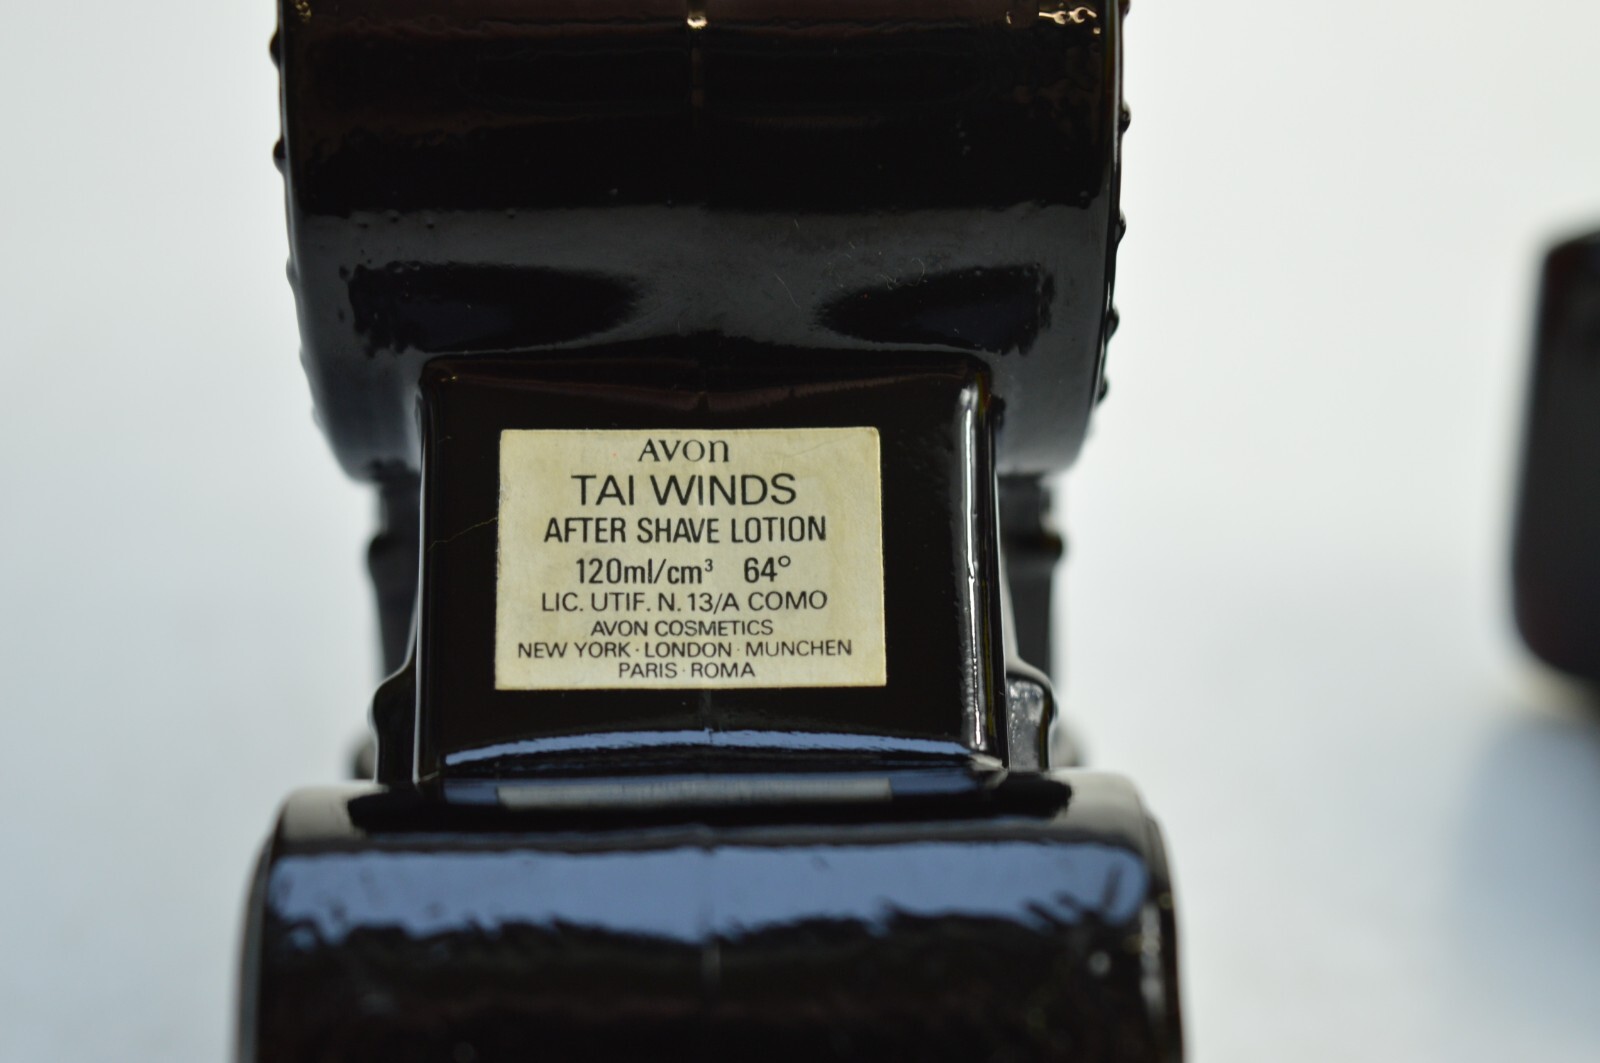 AVON
TAI WINDS
AFTER SHAVE LOTION
120ml/cm³ 64°
LIC. UTIF. N. 13/A COMO
AVON COSMETICS
NEW YORK · LONDON · MUNCHEN
PARIS · ROMA